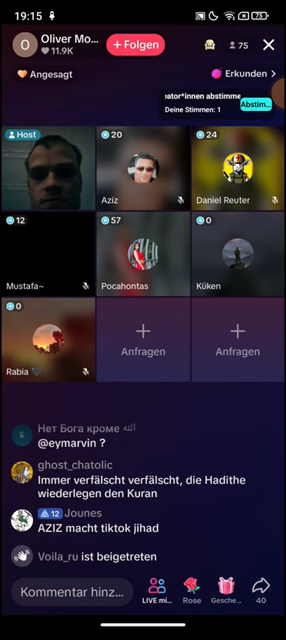 19:15
75
O
Oliver Mo...
11.9K
+ Folgen
75
Angesagt
Erkunden >
ator*innen abstimme
Deine Stimmen: 1
Abstim...
Host
20
24
Aziz
Daniel Reuter
12
57
0
Mustafa~
Pocahontas
Küken
0
Rabia
Anfragen
Anfragen
Нет Бога кроме الله
@eymarvin ?
ghost_chatolic
Immer verfälscht verfälscht, die Hadithe
wiederlegen den Kuran
12 Jounes
AZIZ macht tiktok jihad
Voila_ru ist beigetreten
Kommentar hinz...
LIVE mi...
Rose
Gesche...
40